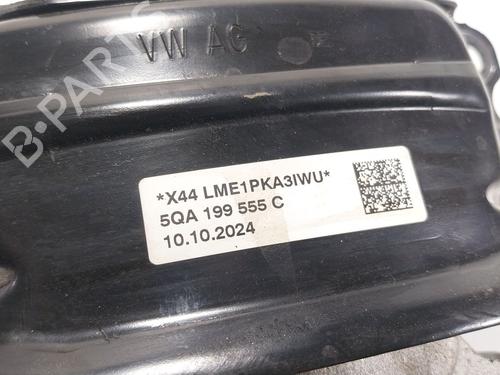 VW AG
B-PARTS
*X44 LME1PKA3IWU*
5QA 199 555 C
10.10.2024